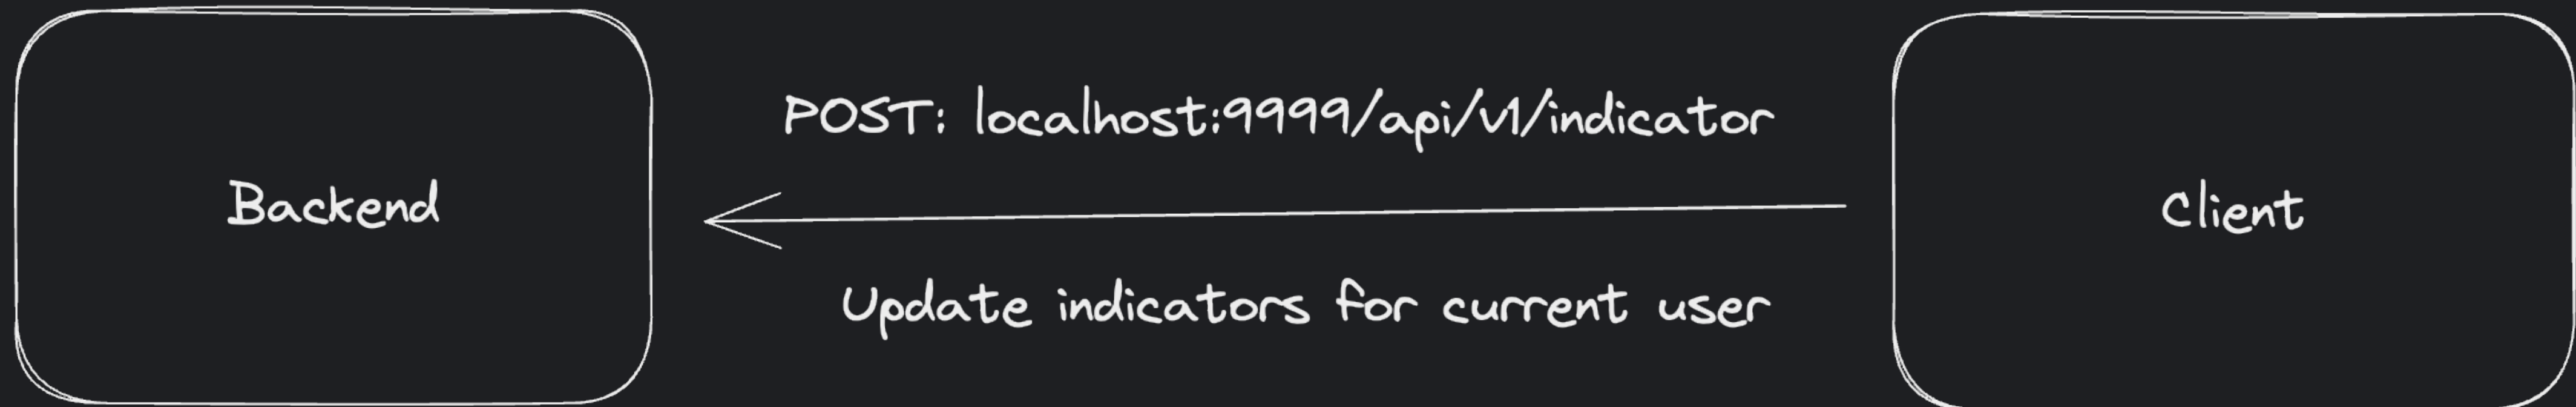 POST: localhost:9999/api/v1/indicator
Backend
Client
Update indicators for current user